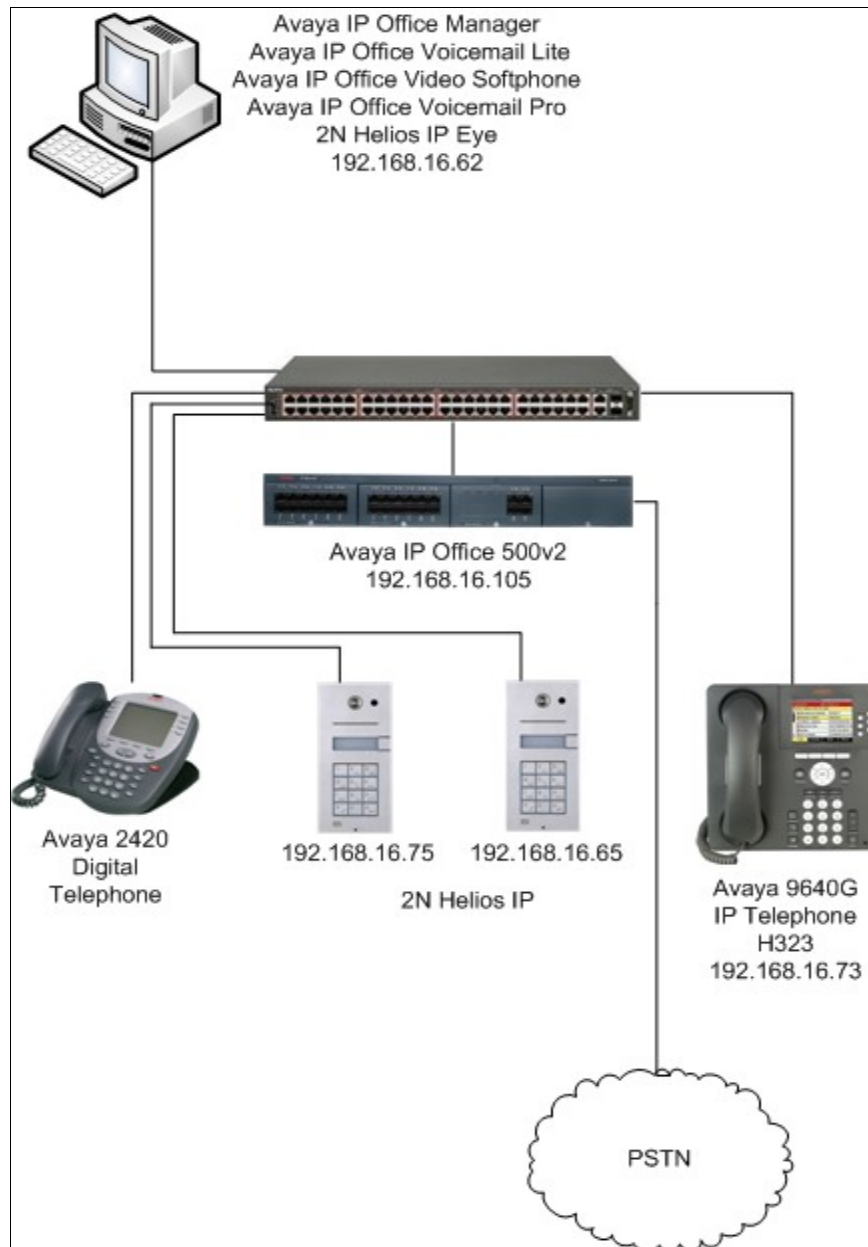 Avaya IP Office Manager
Avaya IP Office Voicemail Lite
Avaya IP Office Video Softphone
Avaya IP Office Voicemail Pro
2N Helios IP Eye
192.168.16.62
Avaya IP Office 500v2
192.168.16.105
Avaya 2420
Digital
Telephone
192.168.16.75
192.168.16.65
2N Helios IP
Avaya 9640G
IP Telephone
H323
192.168.16.73
PSTN